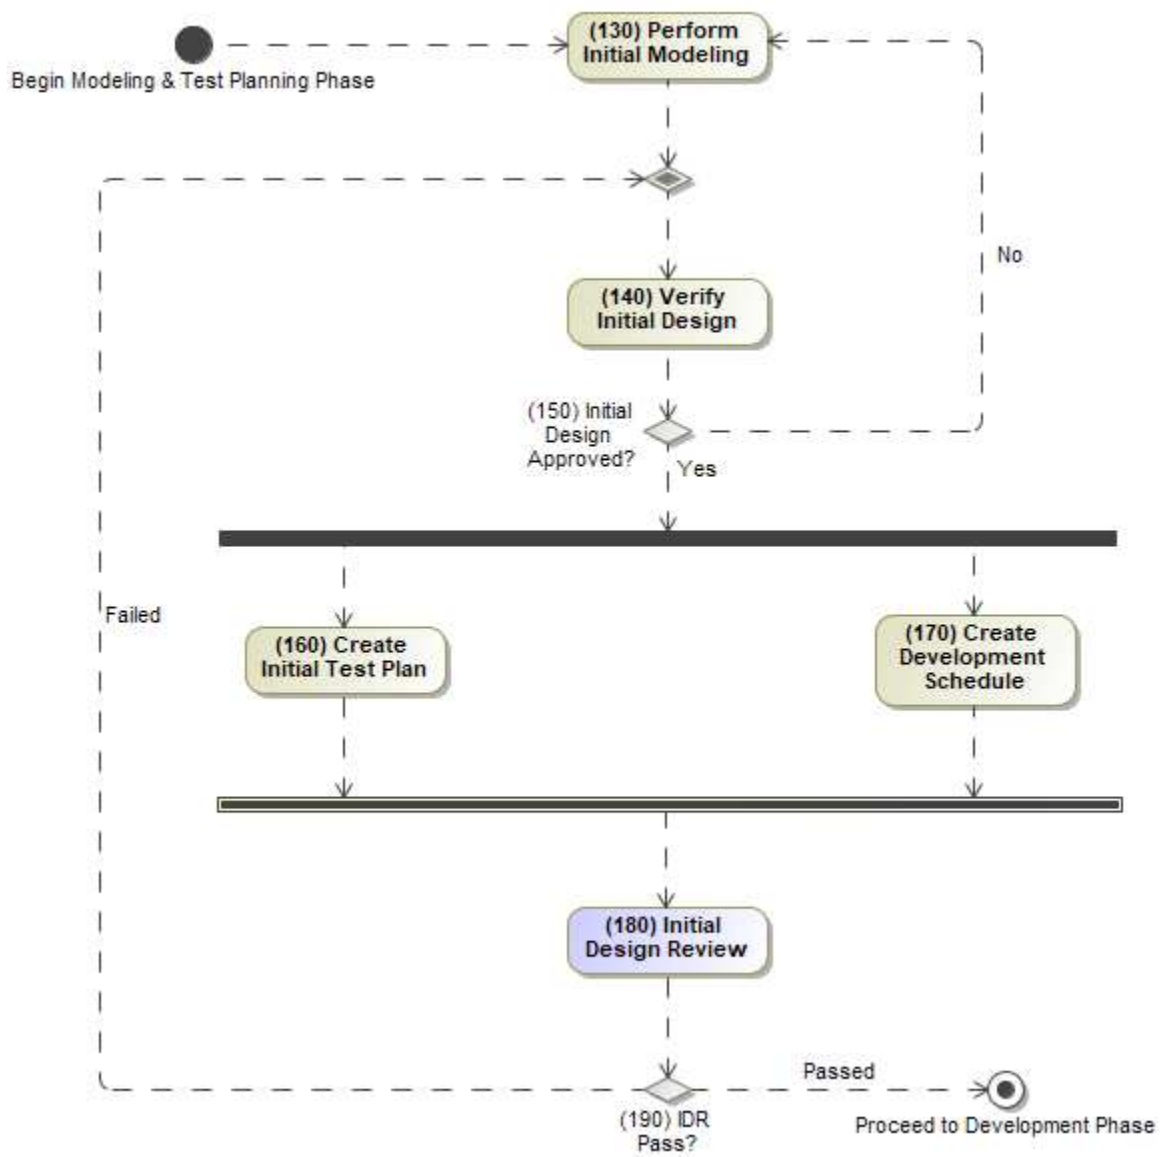 (130) Perform
Initial Modeling
Begin Modeling & Test Planning Phase
No
(140) Verify
Initial Design
(150) Initial
Design
Approved?
Yes
Failed
(160) Create
Initial Test Plan
(170) Create
Development
Schedule
(180) Initial
Design Review
Passed
(190) IDR
Pass?
Proceed to Development Phase